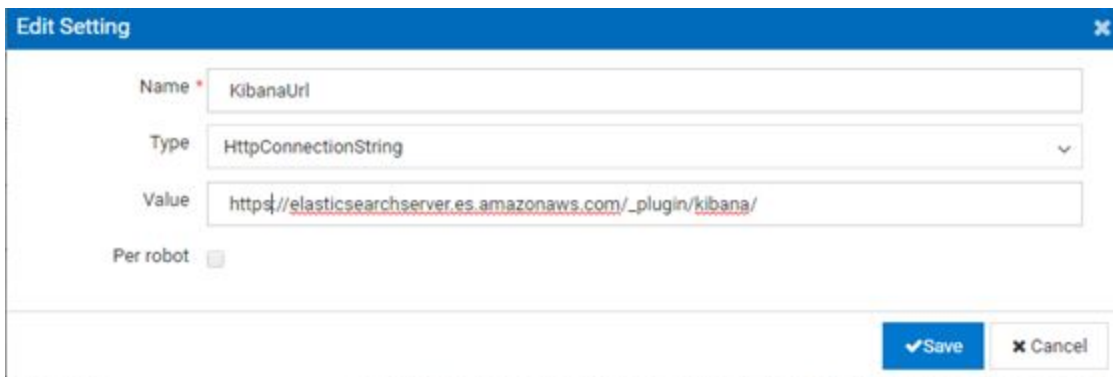 Edit Setting
Name * KibanaUrl
Type HttpConnectionString
Value https://elasticsearchserver.es.amazonaws.com/_plugin/kibana/
Per robot
Save Cancel